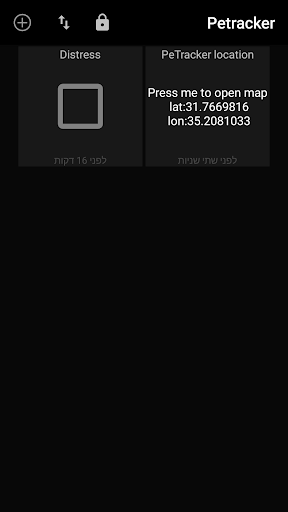 Petracker
Distress
לפני 16 דקות
PeTracker location
Press me to open map
lat:31.7669816
lon:35.2081033
לפני שתי שניות